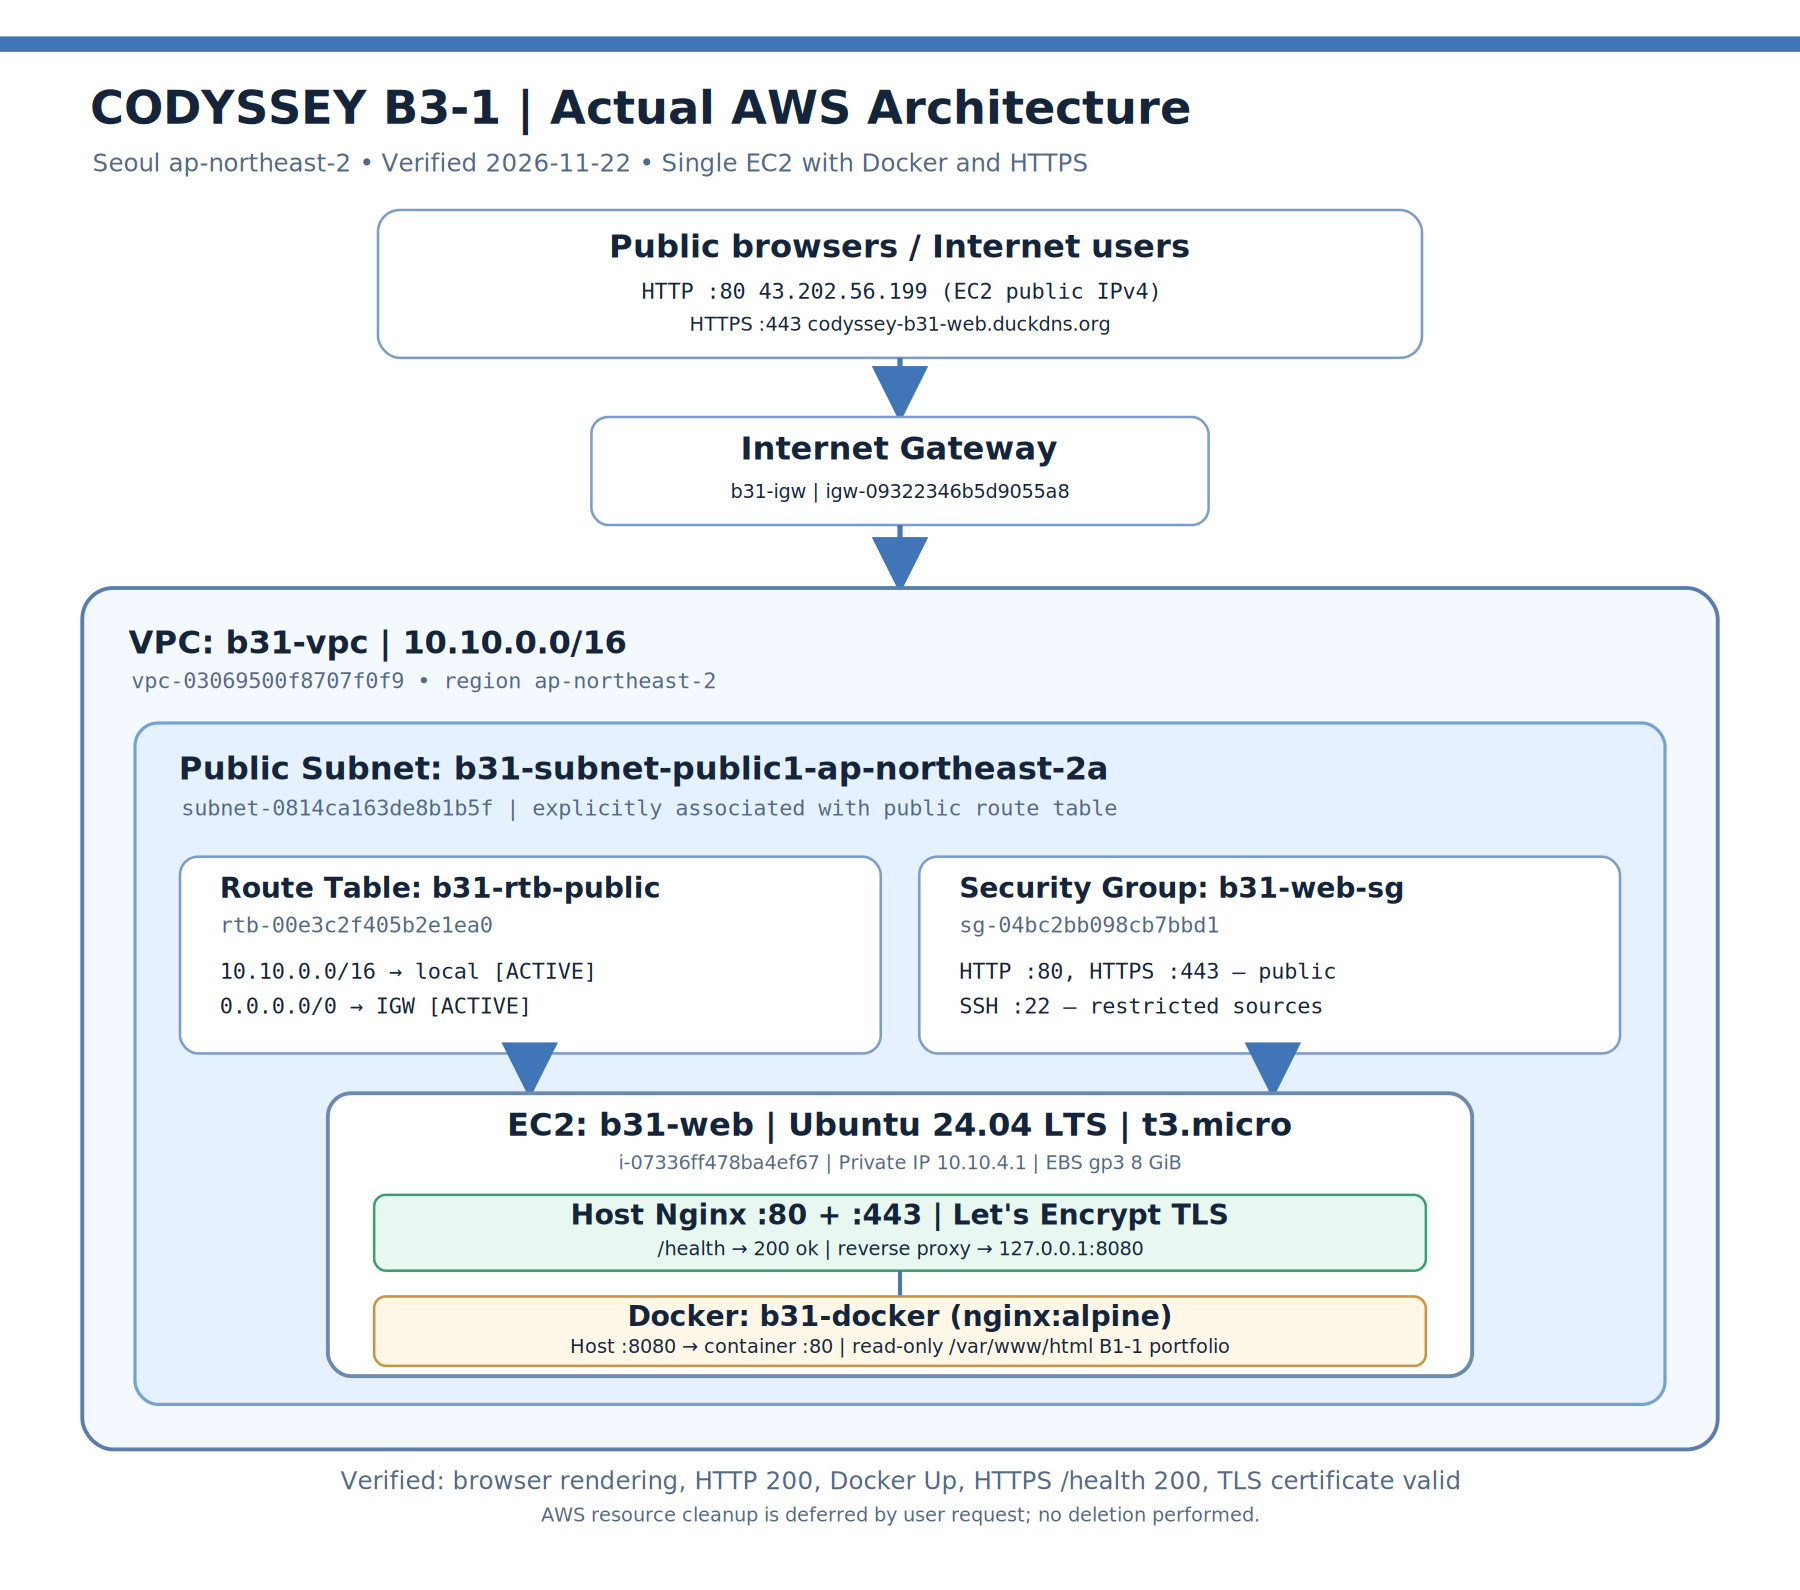 CODYSSEY B3-1 | Actual AWS Architecture
Seoul ap-northeast-2 • Verified 2026-11-22 • Single EC2 with Docker and HTTPS
Public browsers / Internet users
HTTP :80 43.202.56.199 (EC2 public IPv4)
HTTPS :443 codyssey-b31-web.duckdns.org
Internet Gateway
b31-igw | igw-09322346b5d9055a8
VPC: b31-vpc | 10.10.0.0/16
vpc-03069500f8707f0f9 • region ap-northeast-2
Public Subnet: b31-subnet-public1-ap-northeast-2a
subnet-0814ca163de8b1b5f | explicitly associated with public route table
Route Table: b31-rtb-public
rtb-00e3c2f405b2e1ea0
10.10.0.0/16 → local [ACTIVE]
0.0.0.0/0 → IGW [ACTIVE]
Security Group: b31-web-sg
sg-04bc2bb098cb7bbd1
HTTP :80, HTTPS :443 — public
SSH :22 — restricted sources
EC2: b31-web | Ubuntu 24.04 LTS | t3.micro
i-07336ff478ba4ef67 | Private IP 10.10.4.1 | EBS gp3 8 GiB
Host Nginx :80 + :443 | Let's Encrypt TLS
/health → 200 ok | reverse proxy → 127.0.0.1:8080
Docker: b31-docker (nginx:alpine)
Host :8080 → container :80 | read-only /var/www/html B1-1 portfolio
Verified: browser rendering, HTTP 200, Docker Up, HTTPS /health 200, TLS certificate valid
AWS resource cleanup is deferred by user request; no deletion performed.